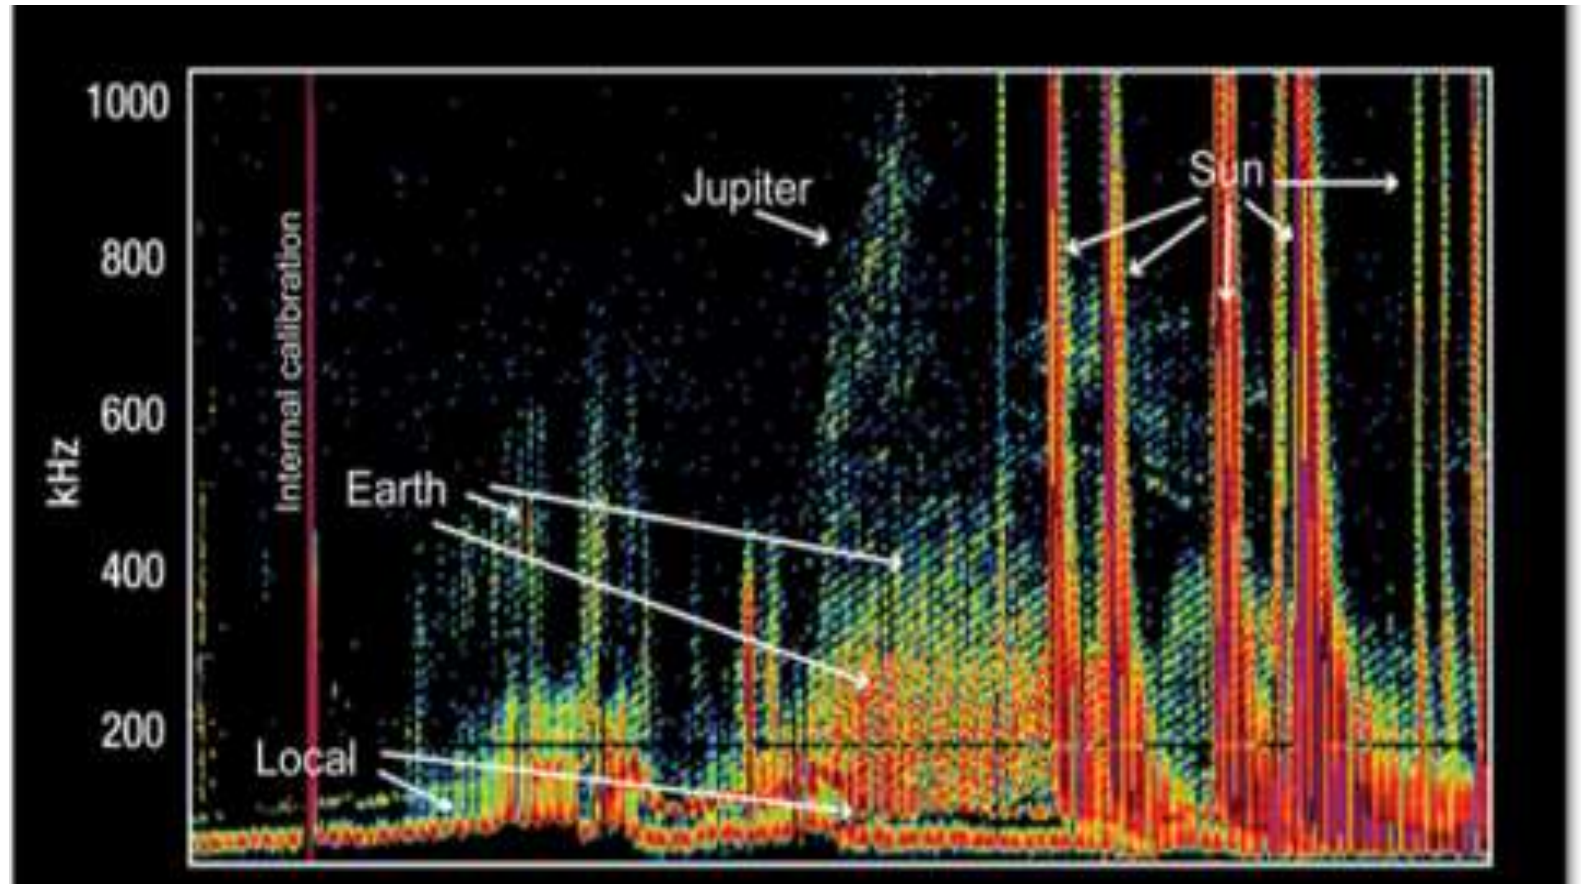 1000
800
600
400
200
kHz
Internal calibration
Jupiter
Sun
Earth
Local